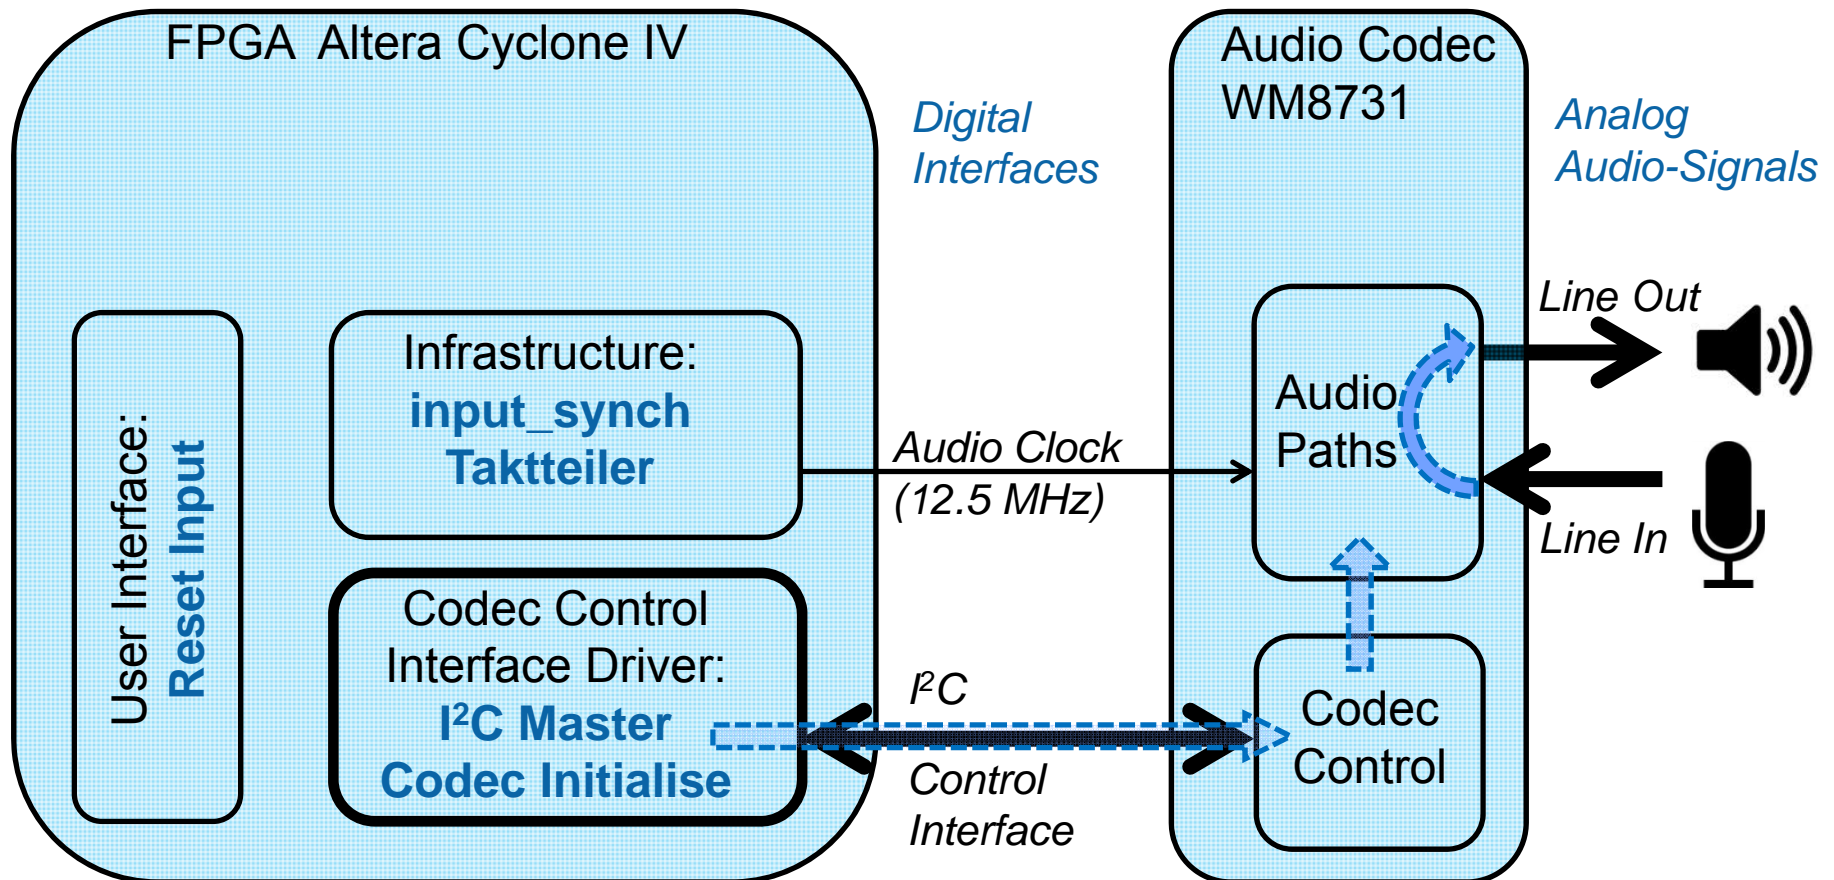 FPGA Altera Cyclone IV
Audio Codec
WM8731
Digital
Interfaces
Analog
Audio-Signals
User Interface:
Reset Input
Infrastructure:
input_synch
Taktteiler
Audio Clock
(12.5 MHz)
Audio
Paths
Line Out
Line In
Codec Control
Interface Driver:
I²C Master
Codec Initialise
I²C
Control
Interface
Codec
Control